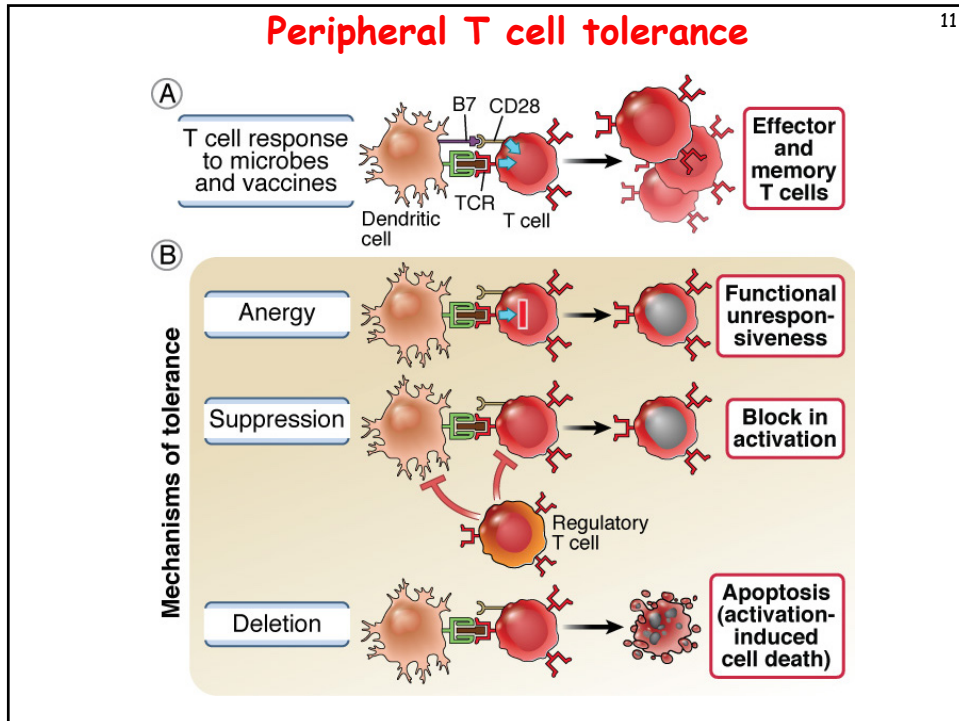 Peripheral T cell tolerance
11
A
T cell response
to microbes
and vaccines
B7
CD28
TCR
Dendritic
cell
T cell
Effector
and
memory
T cells
B
Mechanisms of tolerance
Anergy
Functional
unrespon-
siveness
Suppression
Block in
activation
Regulatory
T cell
Deletion
Apoptosis
(activation-
induced
cell death)